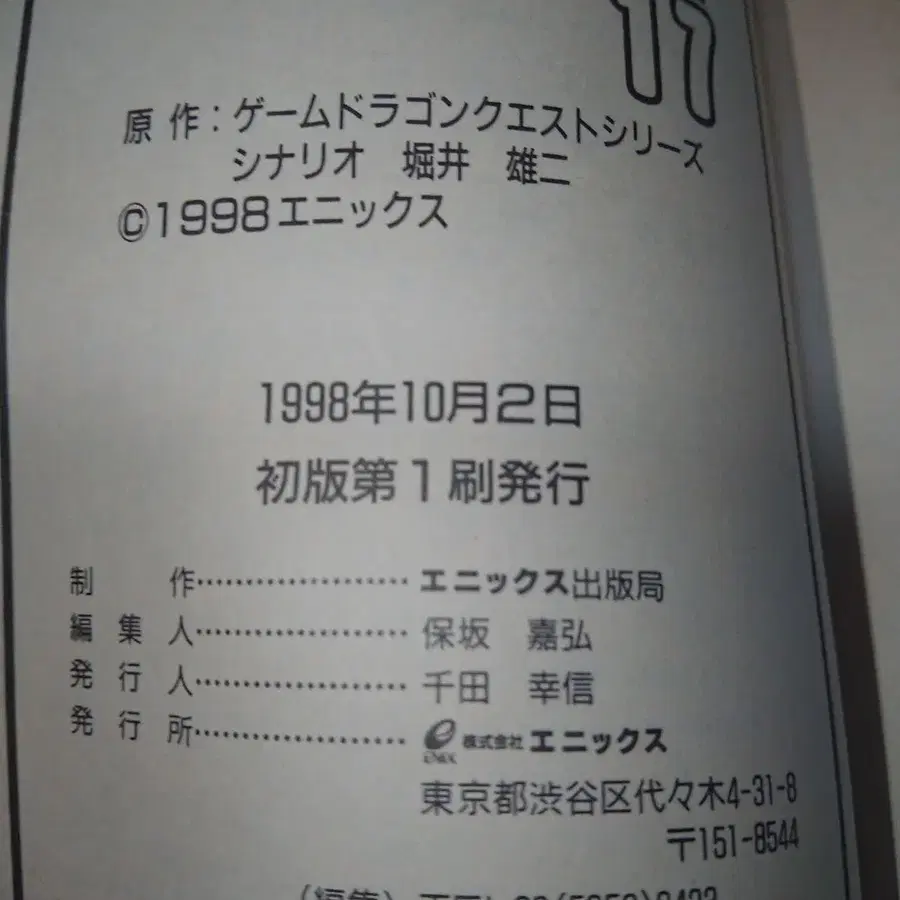 11
原作：ゲームドラゴンクエストシリーズ
シナリオ 堀井 雄二
©1998エニックス
1998年10月2日
初版第1刷発行
制 作…………………エニックス出版局
編集人…………………保坂 嘉弘
発行人…………………千田 幸信
発行所…………………株式会社エニックス
東京都渋谷区代々木4-31-8
〒151-8544
(編集)